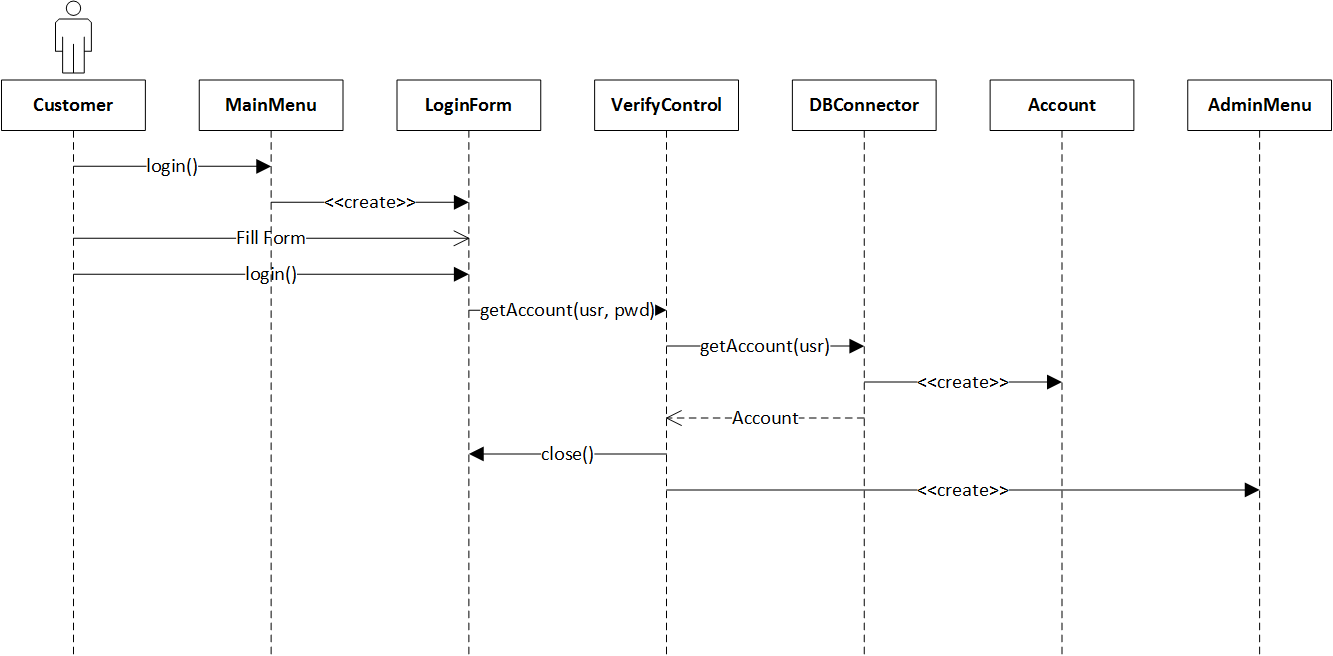 Customer
MainMenu
LoginForm
VerifyControl
DBConnector
Account
AdminMenu
login()
<<create>>
Fill Form
login()
getAccount(usr, pwd)
getAccount(usr)
<<create>>
Account
close()
<<create>>